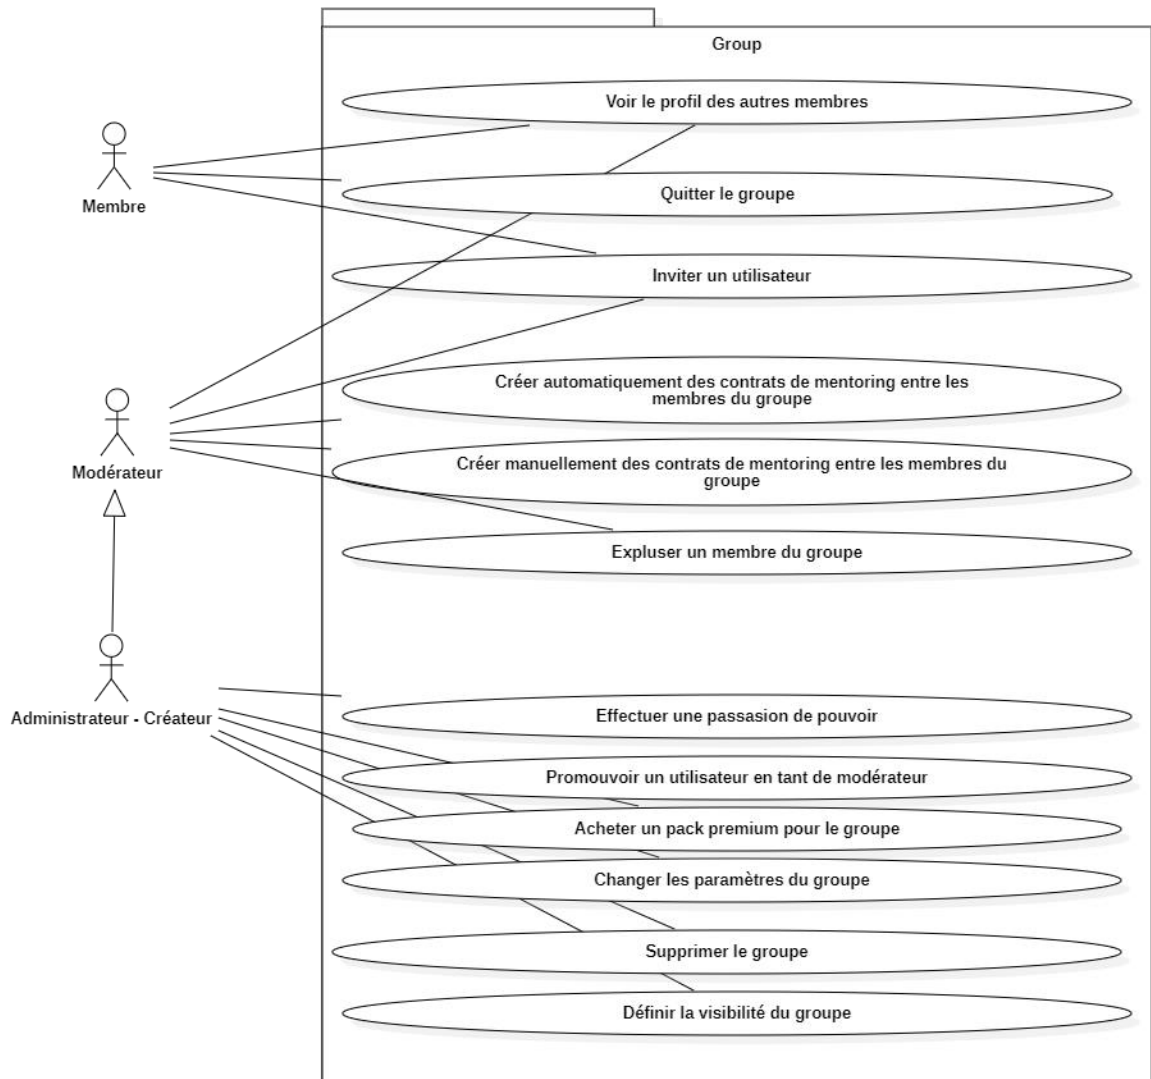 Group
Voir le profil des autres membres
Membre
Quitter le groupe
Inviter un utilisateur
Créer automatiquement des contrats de mentoring entre les
membres du groupe
Modérateur
Créer manuellement des contrats de mentoring entre les membres du
groupe
Expluser un membre du groupe
Administrateur - Créateur
Effectuer une passasion de pouvoir
Promouvoir un utilisateur en tant de modérateur
Acheter un pack premium pour le groupe
Changer les paramètres du groupe
Supprimer le groupe
Définir la visibilité du groupe